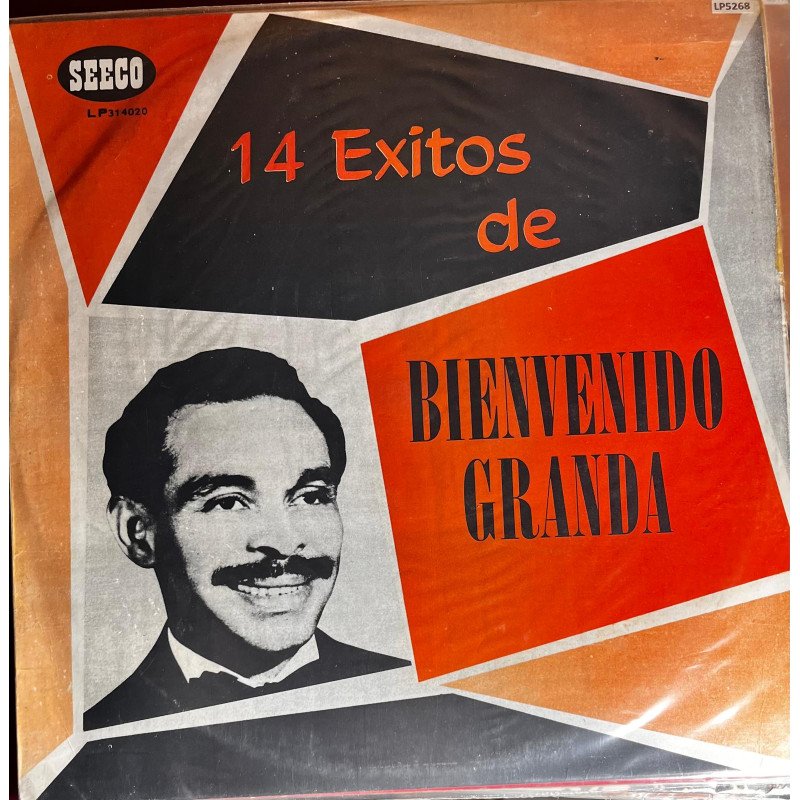 LP5268
SEECO
LP314020
14 Exitos
de
BIENVENIDO
GRANDA